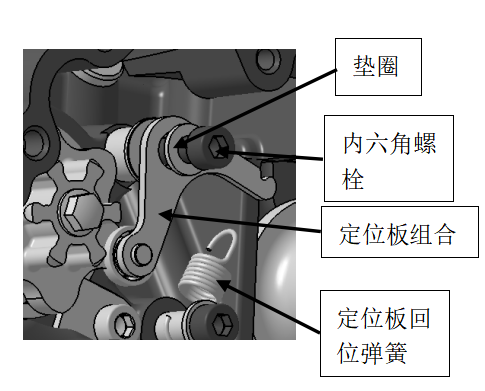 垫圈
内六角螺
栓
定位板组合
定位板回
位弹簧